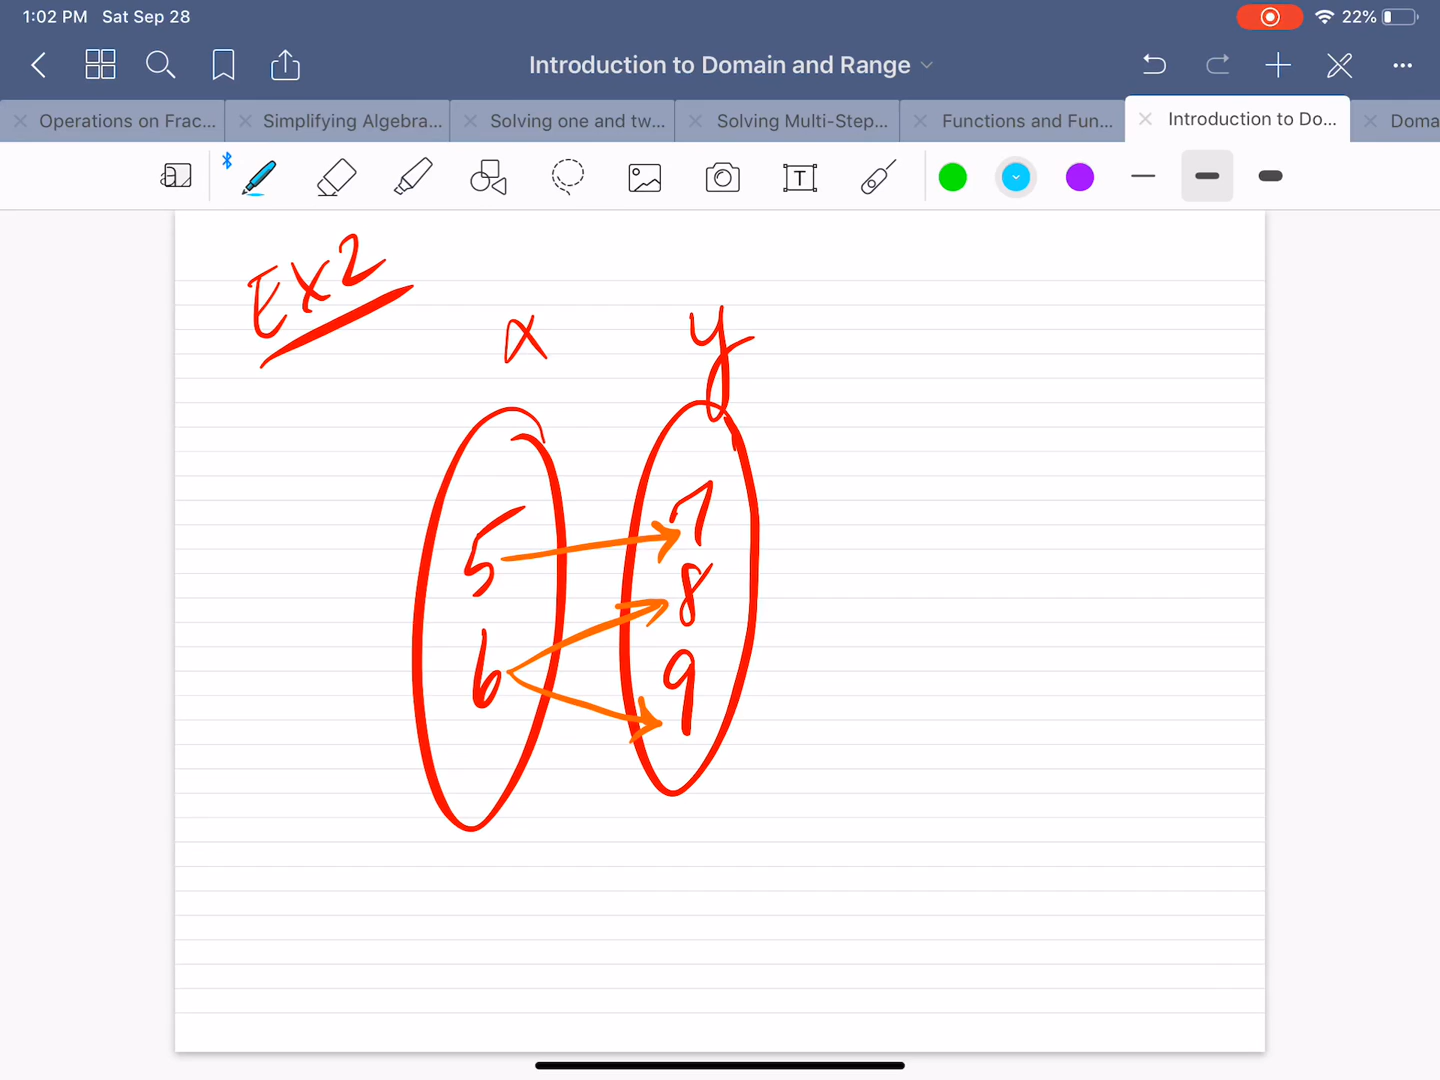 1:02 PM Sat Sep 28
22%
Introduction to Domain and Range
Operations on Frac...
Simplifying Algebra...
Solving one and tw...
Solving Multi-Step...
Functions and Fun...
Introduction to Do...
Doma
a
T
Ex2
x y
5 7
8
6 9